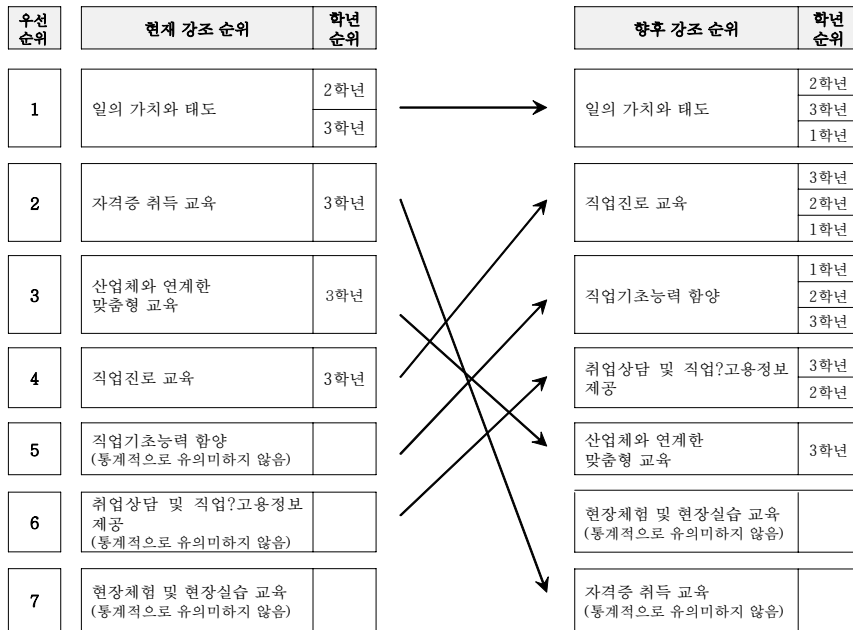 우선
순위
현재 강조 순위
학년
순위
향후 강조 순위
학년
순위
1
일의 가치와 태도
2학년
3학년
일의 가치와 태도
2학년
3학년
1학년
2
자격증 취득 교육
3학년
직업진로 교육
3학년
2학년
1학년
3
산업체와 연계한
맞춤형 교육
3학년
직업기초능력 함양
1학년
2학년
3학년
4
직업진로 교육
3학년
취업상담 및 직업?고용정보
제공
3학년
2학년
5
직업기초능력 함양
(통계적으로 유의미하지 않음)
산업체와 연계한
맞춤형 교육
3학년
6
취업상담 및 직업?고용정보
제공
(통계적으로 유의미하지 않음)
현장체험 및 현장실습 교육
(통계적으로 유의미하지 않음)
7
현장체험 및 현장실습 교육
(통계적으로 유의미하지 않음)
자격증 취득 교육
(통계적으로 유의미하지 않음)